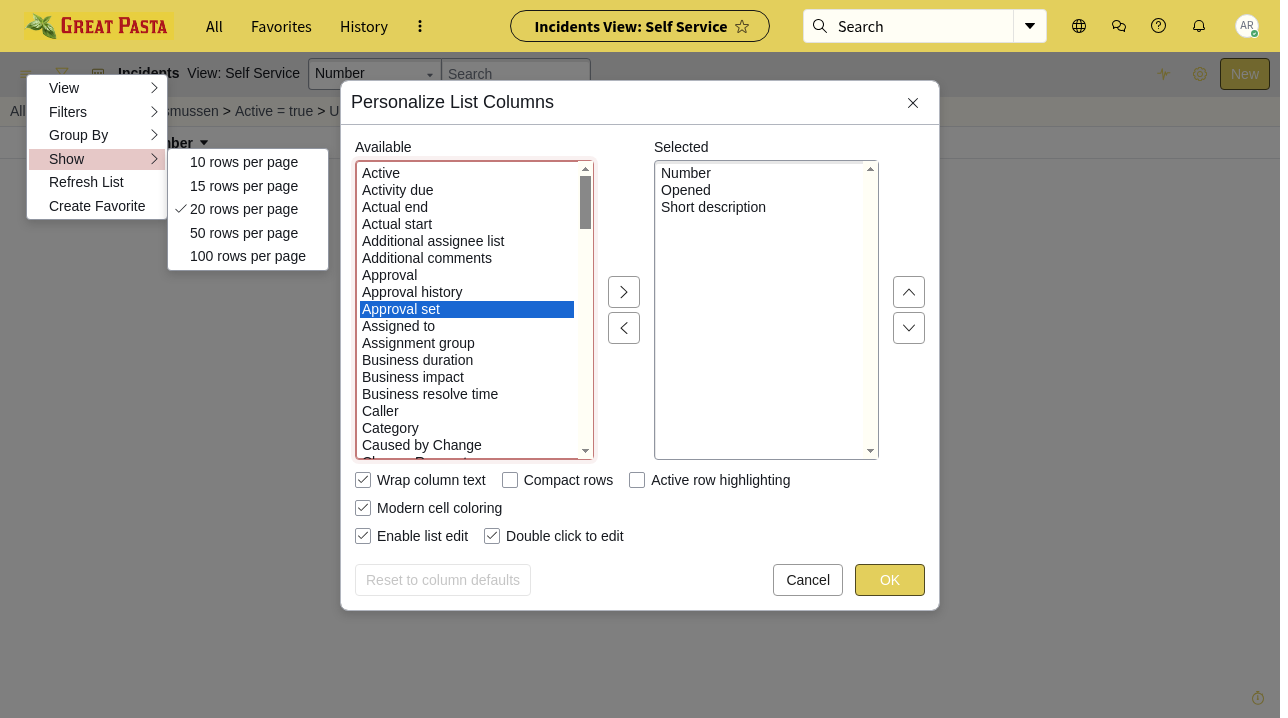 GREAT PASTA
All
Favorites
History
Incidents View: Self Service
Search
AR
Incidents View: Self Service
Number
Search
New
All
Active = true >
Personalize List Columns
View
Filters
Group By
Show
Refresh List
Create Favorite
10 rows per page
15 rows per page
20 rows per page
50 rows per page
100 rows per page
Available
Active
Activity due
Actual end
Actual start
Additional assignee list
Additional comments
Approval
Approval history
Approval set
Assigned to
Assignment group
Business duration
Business impact
Business resolve time
Caller
Category
Caused by Change
Selected
Number
Opened
Short description
Wrap column text
Compact rows
Active row highlighting
Modern cell coloring
Enable list edit
Double click to edit
Reset to column defaults
Cancel
OK